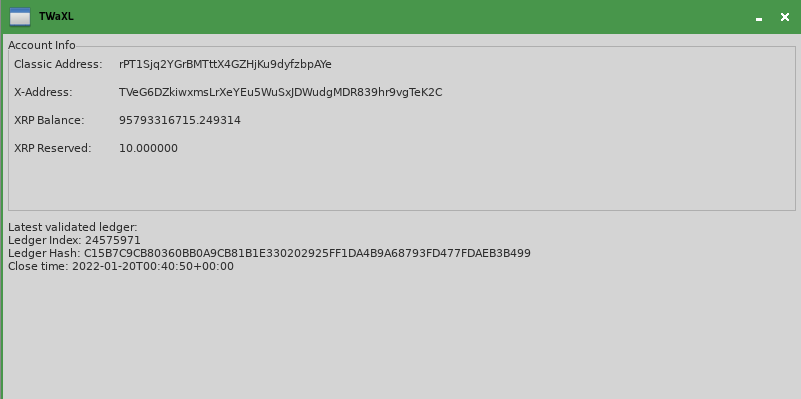 TWaXL
Account Info
Classic Address: rPT1Sjq2YGrBMTttX4GZHjKu9dyfzbpAYe
X-Address: TVeG6DZkiwxmsLrXeYEu5WuSxJDWudgMDR839hr9vgTeK2C
XRP Balance: 95793316715.249314
XRP Reserved: 10.000000
Latest validated ledger:
Ledger Index: 24575971
Ledger Hash: C15B7C9CB80360BB0A9CB81B1E330202925FF1DA4B9A68793FD477FDAEB3B499
Close time: 2022-01-20T00:40:50+00:00